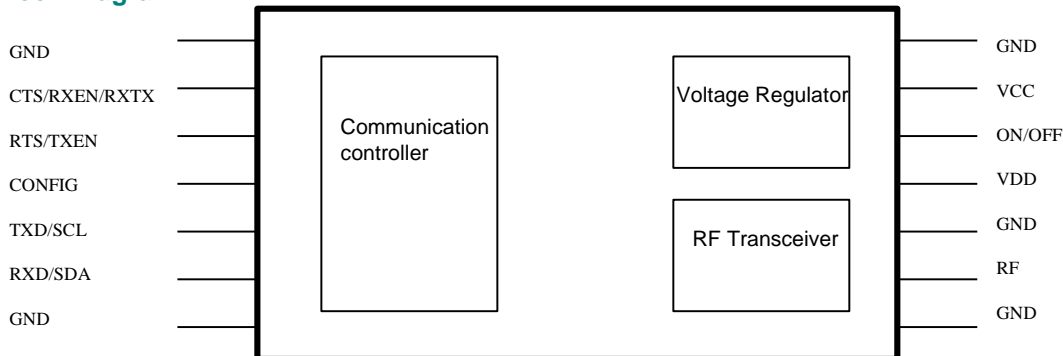 GND
CTS/RXEN/RXTX
RTS/TXEN
CONFIG
TXD/SCL
RXD/SDA
GND
Communication
controller
Voltage Regulator
RF Transceiver
GND
VCC
ON/OFF
VDD
GND
RF
GND